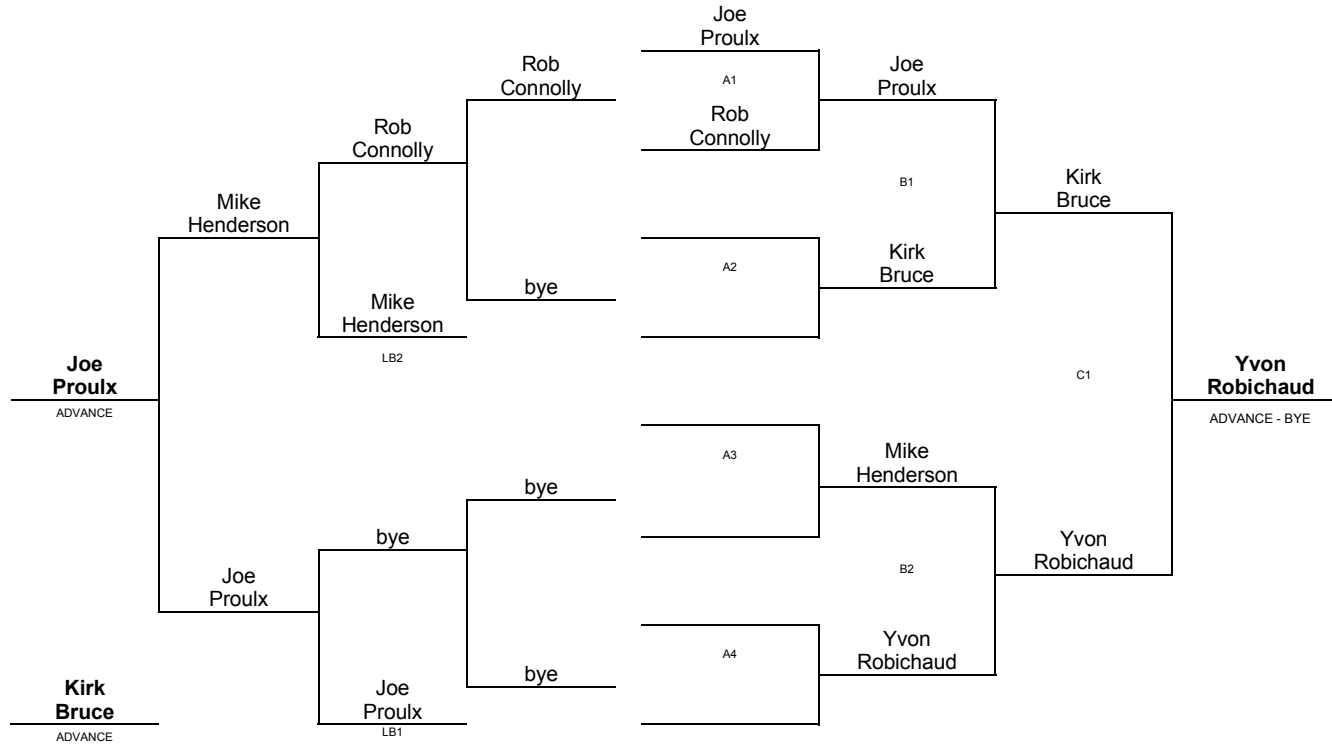 Joe
Proulx
Rob
Connolly
Joe
Proulx
A1
Rob
Connolly
Rob
Connolly
Mike
Henderson
B1
Kirk
Bruce
A2
Kirk
Bruce
bye
Mike
Henderson
LB2
Joe
Proulx
ADVANCE
C1
Yvon
Robichaud
ADVANCE - BYE
A3
Mike
Henderson
bye
bye
Yvon
Robichaud
Joe
Proulx
B2
A4
Yvon
Robichaud
bye
Kirk
Bruce
ADVANCE
Joe
Proulx
LB1